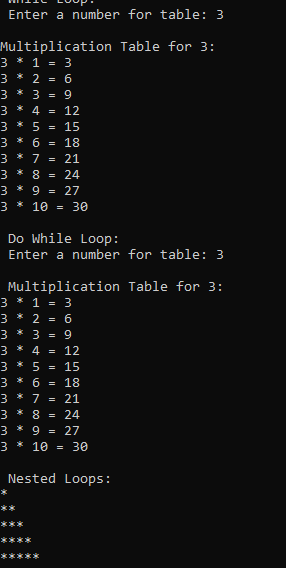 While Loop:
Enter a number for table: 3
Multiplication Table for 3:
3 * 1 = 3
3 * 2 = 6
3 * 3 = 9
3 * 4 = 12
3 * 5 = 15
3 * 6 = 18
3 * 7 = 21
3 * 8 = 24
3 * 9 = 27
3 * 10 = 30
Do While Loop:
Enter a number for table: 3
Multiplication Table for 3:
3 * 1 = 3
3 * 2 = 6
3 * 3 = 9
3 * 4 = 12
3 * 5 = 15
3 * 6 = 18
3 * 7 = 21
3 * 8 = 24
3 * 9 = 27
3 * 10 = 30
Nested Loops:
*
**
***
****
*****